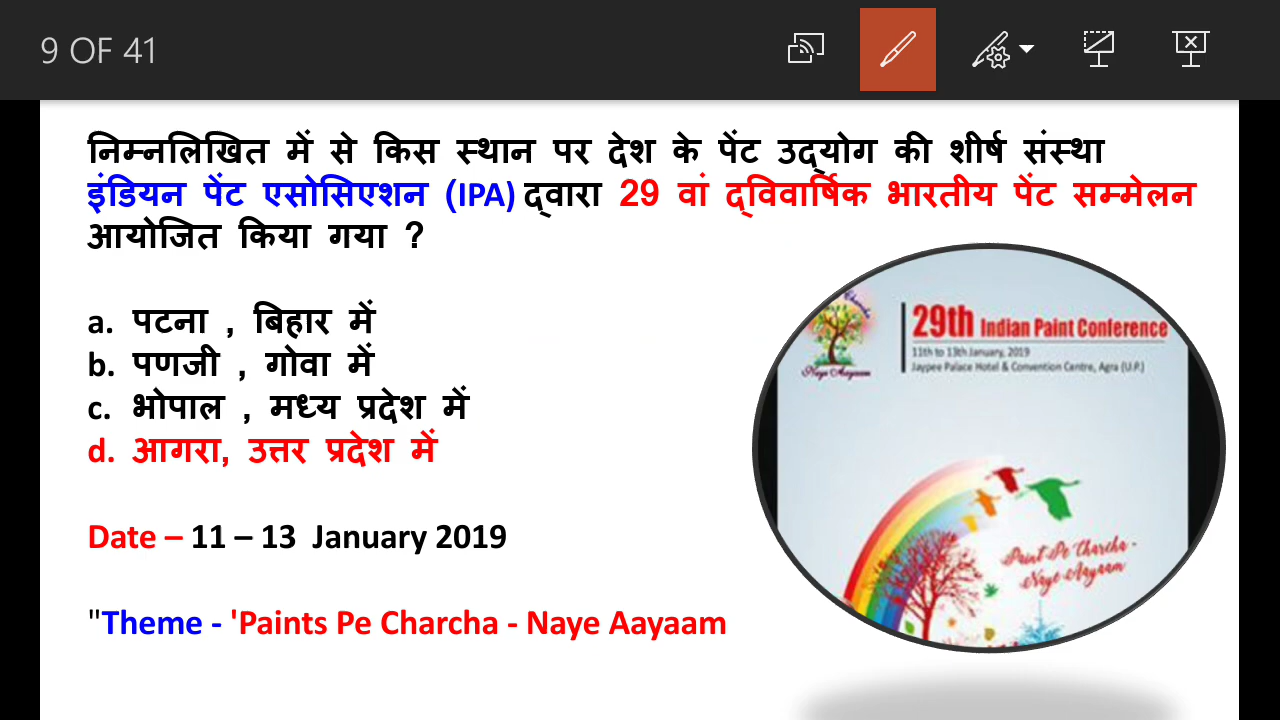 9 OF 41
निम्नलिखित में से किस स्थान पर देश के पेंट उद्योग की शीर्ष संस्था
इंडियन पेंट एसोसिएशन (IPA) द्वारा 29 वां द्विवार्षिक भारतीय पेंट सम्मेलन
आयोजित किया गया ?
a. पटना , बिहार में
b. पणजी , गोवा में
c. भोपाल , मध्य प्रदेश में
d. आगरा, उत्तर प्रदेश में
Date – 11 – 13 January 2019
"Theme - 'Paints Pe Charcha - Naye Aayaam
Charcha
Naye Aayaam
29th Indian Paint Conference
11th to 13th January, 2019
Jaypee Palace Hotel & Convention Centre, Agra (U.P.)
Paint Pe Charcha -
Naye Aayaam